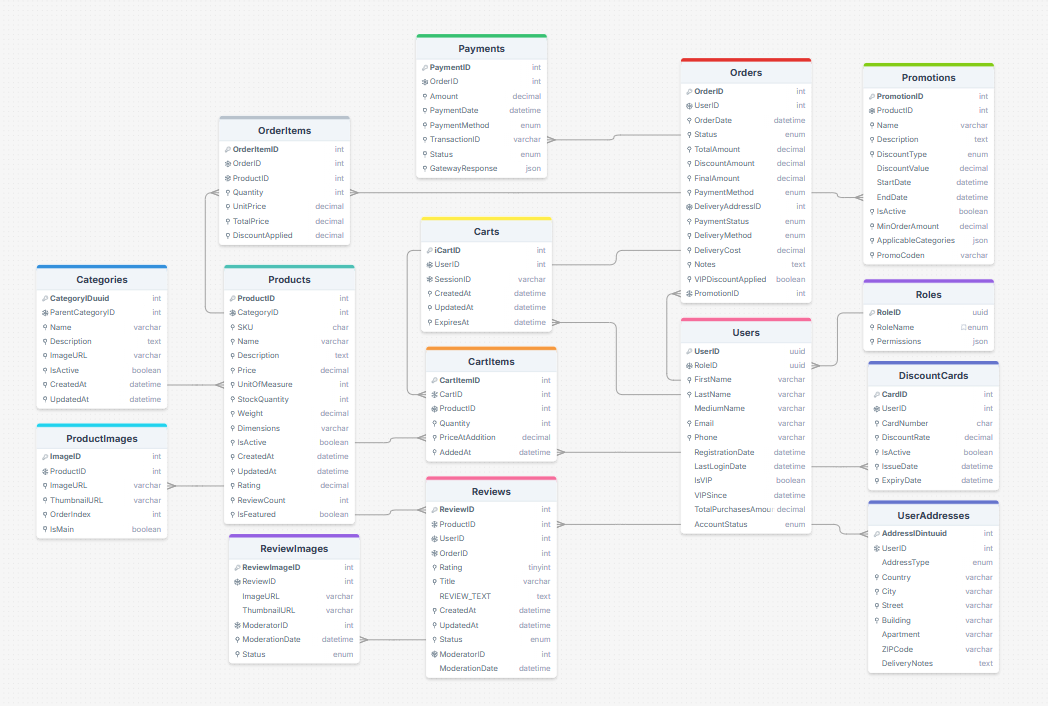 Payments
PaymentID int
OrderID int
Amount decimal
PaymentDate datetime
PaymentMethod enum
TransactionID varchar
Status enum
GatewayResponse json
Orders
OrderID int
UserID int
OrderDate datetime
Status enum
TotalAmount decimal
DiscountAmount decimal
FinalAmount decimal
PaymentMethod enum
DeliveryAddressID int
PaymentStatus enum
DeliveryMethod enum
DeliveryCost decimal
Notes text
VIPDiscountApplied boolean
PromotionID int
Promotions
PromotionID int
ProductID int
Name varchar
Description text
DiscountType enum
DiscountValue decimal
StartDate datetime
EndDate datetime
IsActive boolean
MinOrderAmount decimal
ApplicableCategories json
PromoCoden varchar
OrderItems
OrderItemID int
OrderID int
ProductID int
Quantity int
UnitPrice decimal
TotalPrice decimal
DiscountApplied decimal
Carts
iCartID int
UserID int
SessionID varchar
CreatedAt datetime
UpdatedAt datetime
ExpiresAt datetime
Categories
CategoryIDuuid int
ParentCategoryID int
Name varchar
Description text
ImageURL varchar
IsActive boolean
CreatedAt datetime
UpdatedAt datetime
Products
ProductID int
CategoryID int
SKU char
Name varchar
Description text
Price decimal
UnitOfMeasure int
StockQuantity int
Weight decimal
Dimensions varchar
IsActive boolean
CreatedAt datetime
UpdatedAt datetime
Rating decimal
ReviewCount int
IsFeatured boolean
Roles
RoleID uuid
RoleName enum
Permissions json
Users
UserID uuid
RoleID uuid
FirstName varchar
LastName varchar
MediumName varchar
Email varchar
Phone varchar
RegistrationDate datetime
LastLoginDate datetime
IsVIP boolean
VIPSince datetime
TotalPurchasesAmou decimal
AccountStatus enum
CartItems
CartItemID int
CartID int
ProductID int
Quantity int
PriceAtAddition decimal
AddedAt datetime
DiscountCards
CardID int
UserID int
CardNumber char
DiscountRate decimal
IsActive boolean
IssueDate datetime
ExpiryDate datetime
ProductImages
ImageID int
ProductID int
ImageURL varchar
ThumbnailURL varchar
OrderIndex int
IsMain boolean
Reviews
ReviewID int
ProductID int
UserID int
OrderID int
Rating tinyint
Title varchar
REVIEW_TEXT text
CreatedAt datetime
UpdatedAt datetime
Status enum
ModeratorID int
ModerationDate datetime
UserAddresses
AddressIDintuuid int
UserID int
AddressType enum
Country varchar
City varchar
Street varchar
Building varchar
Apartment varchar
ZIPCode varchar
DeliveryNotes text
ReviewImages
ReviewImageID int
ReviewID int
ImageURL varchar
ThumbnailURL varchar
ModeratorID int
ModerationDate datetime
Status enum